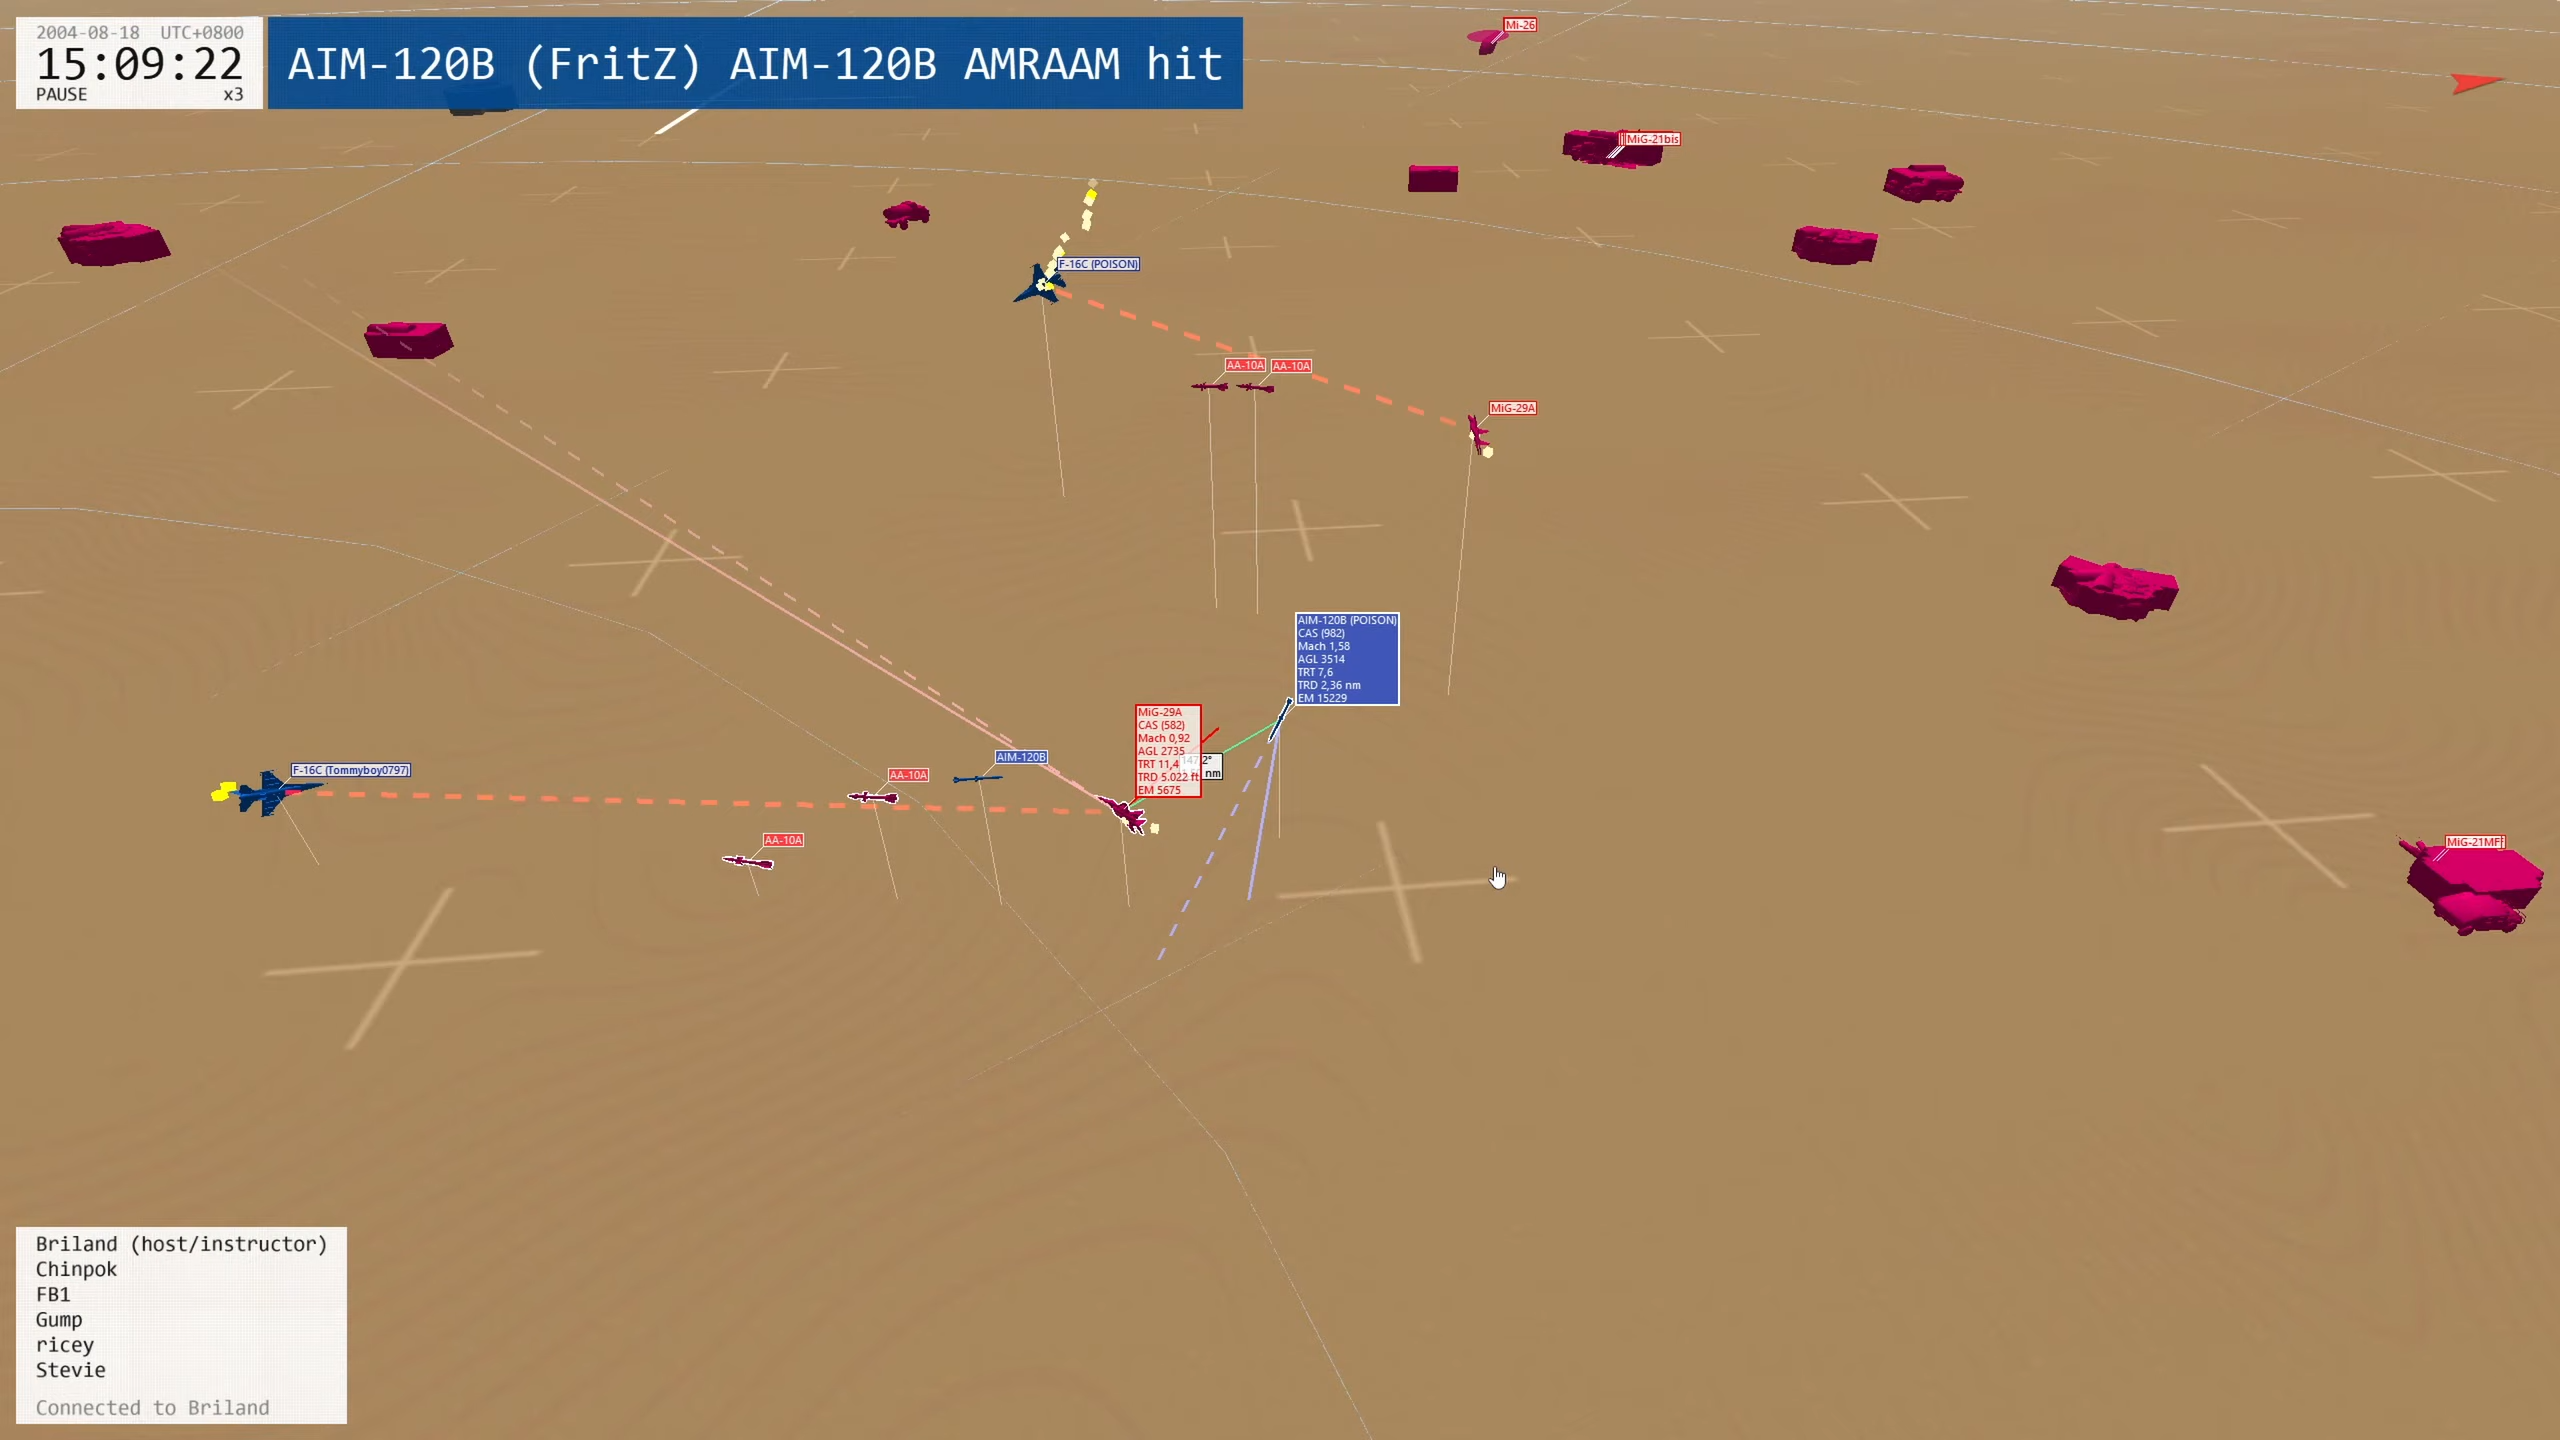 2004-08-18 UTC+0800
15:09:22
PAUSE x3
AIM-120B (FritZ) AIM-120B AMRAAM hit
Mi-26
MiG-21bis
F-16C (POISON)
AA-10A
AA-10A
MiG-29A
AIM-120B (POISON)
CAS (982)
Mach 1,58
AGL 3514
TRT 7,6
TRD 2,36 nm
EM 15229
MiG-29A
CAS (582)
Mach 0,92
AGL 2735
TRT 11,4
TRD 5.022 ft
EM 5675
nm
AIM-120B
F-16C (Tommyboy0797)
AA-10A
AA-10A
MiG-21MF
Briland (host/instructor)
Chinpok
FB1
Gump
ricey
Stevie
Connected to Briland